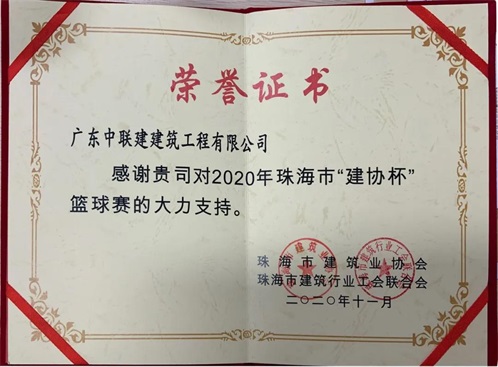 荣誉证书
广东中联建建筑工程有限公司
感谢贵司对2020年珠海市“建协杯”
篮球赛的大力支持。
珠海市建筑业协会
珠海市建筑行业工会联合会
二〇二〇年十一月